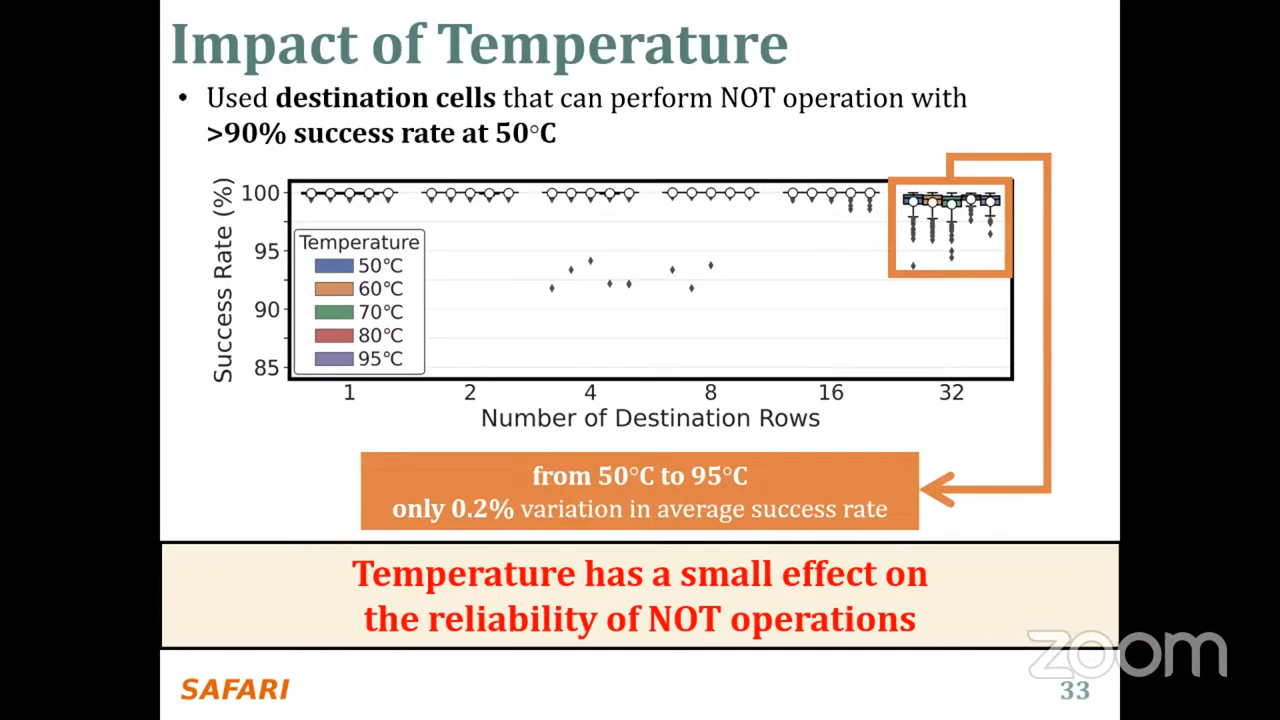 Impact of Temperature
• Used destination cells that can perform NOT operation with
>90% success rate at 50°C
Success Rate (%)
100
95
90
85
Temperature
50℃
60℃
70℃
80℃
95℃
1 2 4 8 16 32
Number of Destination Rows
from 50°C to 95°C
only 0.2% variation in average success rate
Temperature has a small effect on
the reliability of NOT operations
zoom
SAFARI
33